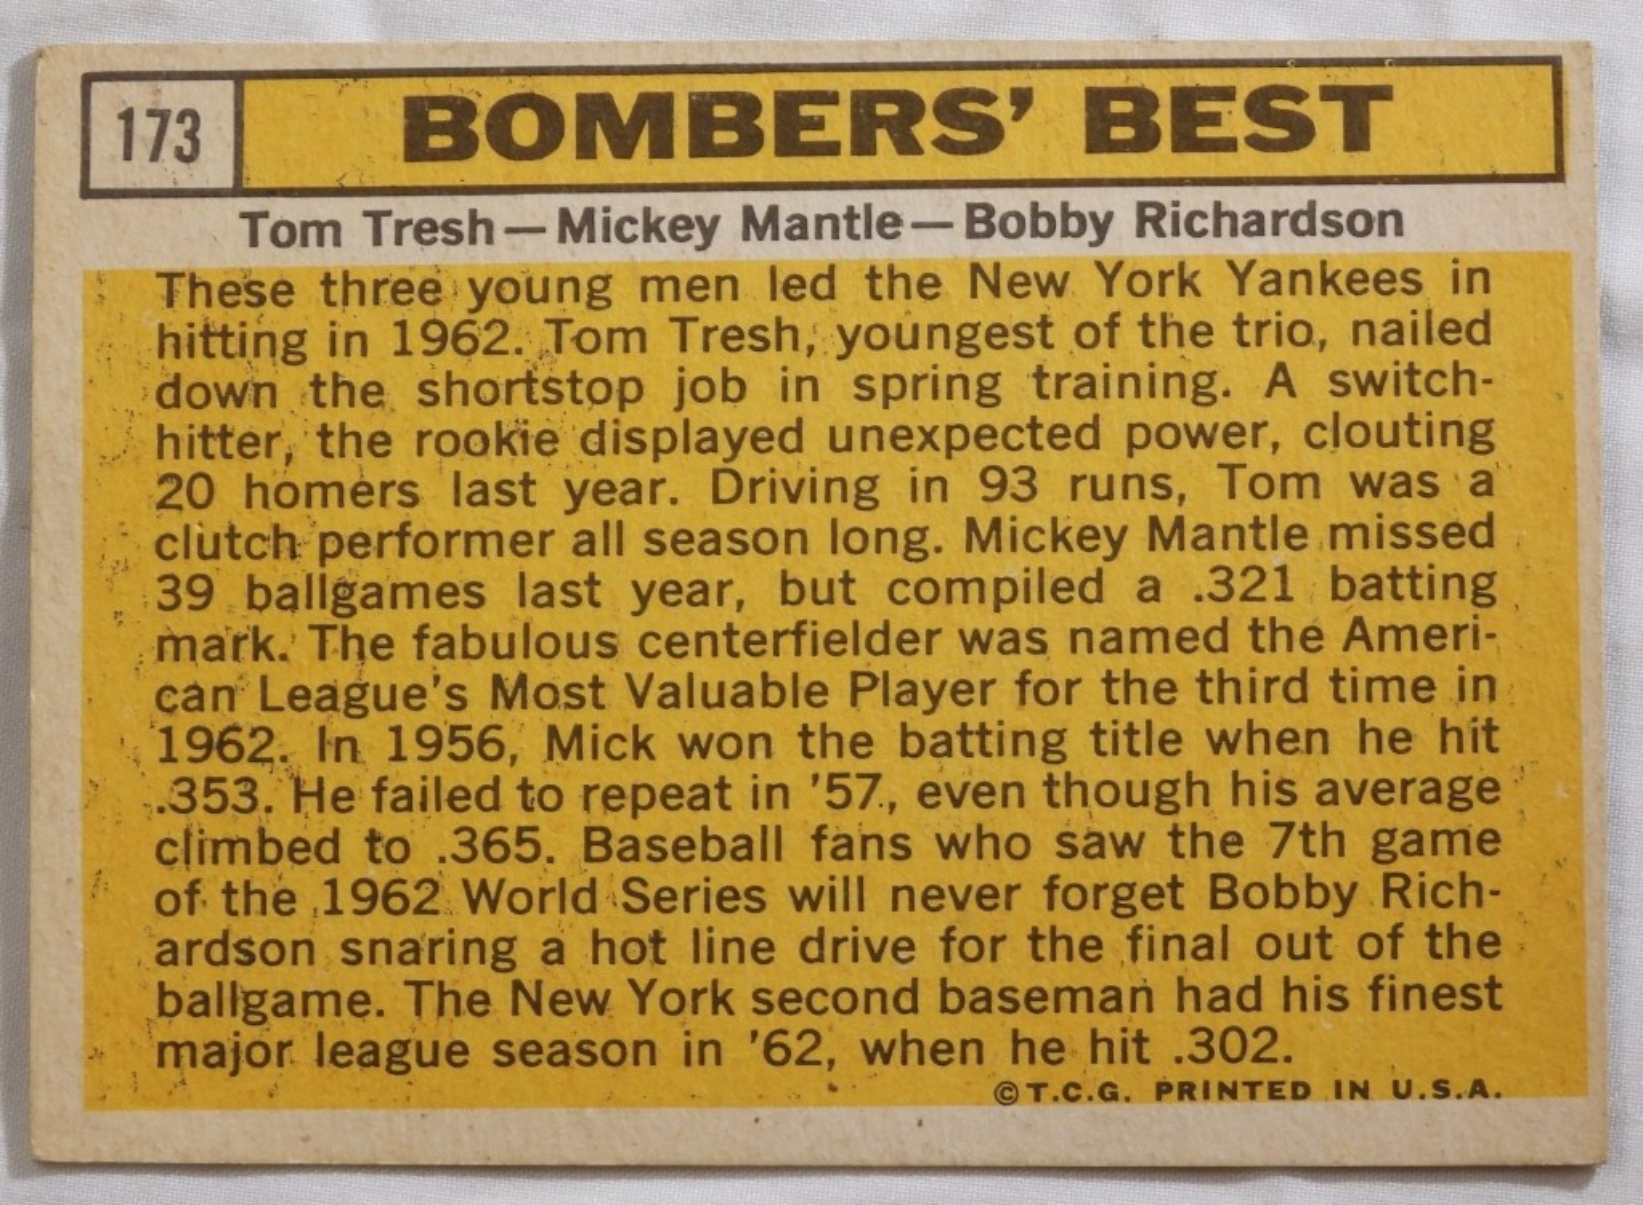 173
BOMBERS' BEST
Tom Tresh—Mickey Mantle—Bobby Richardson
These three young men led the New York Yankees in
hitting in 1962. Tom Tresh, youngest of the trio, nailed
down the shortstop job in spring training. A switch-
hitter, the rookie displayed unexpected power, clouting
20 homers last year. Driving in 93 runs, Tom was a
clutch performer all season long. Mickey Mantle missed
39 ballgames last year, but compiled a .321 batting
mark. The fabulous centerfielder was named the Ameri-
can League's Most Valuable Player for the third time in
1962. In 1956, Mick won the batting title when he hit
.353. He failed to repeat in '57, even though his average
climbed to .365. Baseball fans who saw the 7th game
of the 1962 World Series will never forget Bobby Rich-
ardson snaring a hot line drive for the final out of the
ballgame. The New York second baseman had his finest
major league season in '62, when he hit .302.
©T.C.G. PRINTED IN U.S.A.